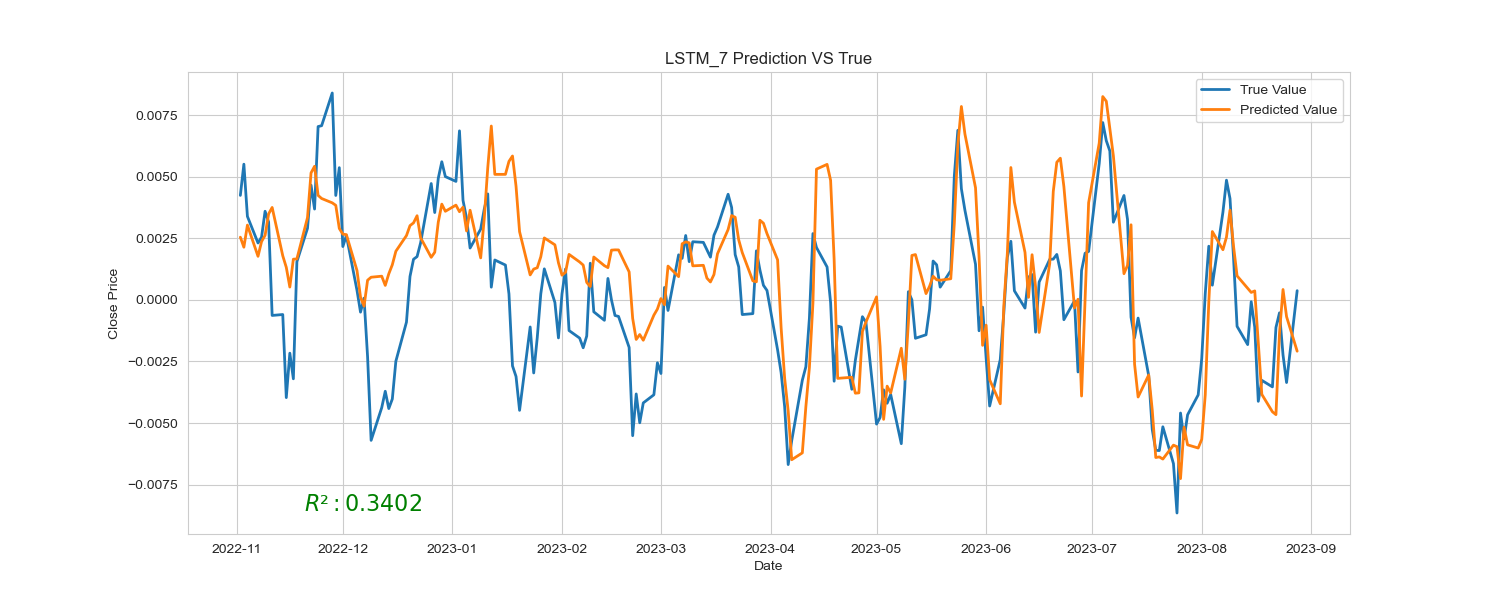 LSTM_7 Prediction VS True
True Value
Predicted Value
Close Price
0.0075
0.0050
0.0025
0.0000
−0.0025
−0.0050
−0.0075
R² : 0.3402
2022-11 2022-12 2023-01 2023-02 2023-03 2023-04 2023-05 2023-06 2023-07 2023-08 2023-09
Date